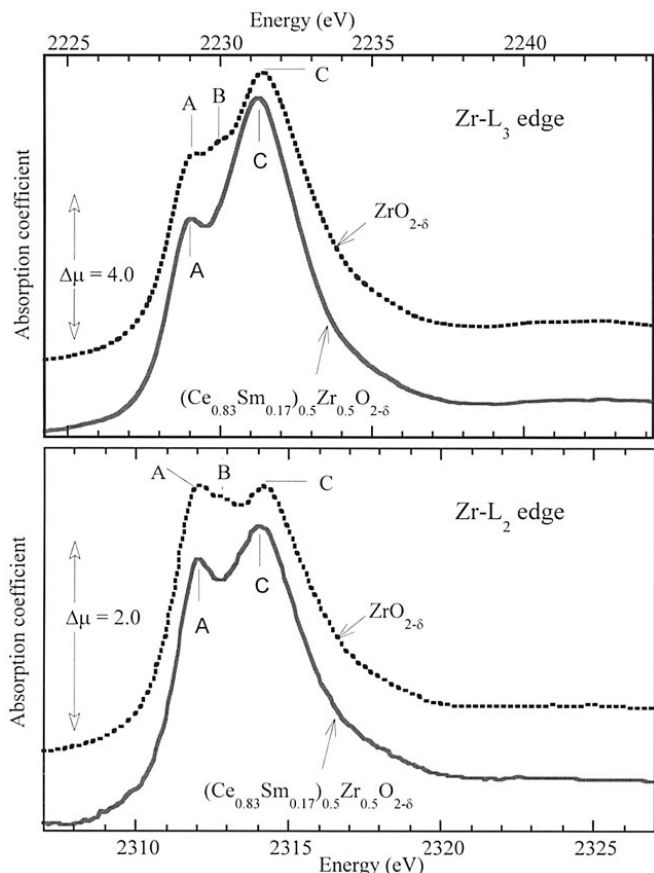 Energy (eV)
2225 2230 2235 2240
C
A B
Zr-L₃ edge
C
Absorption coefficient
ZrO₂₋δ
A
Δμ = 4.0
(Ce₀.₈₃Sm₀.₁₇)₀.₅Zr₀.₅O₂₋δ
A B C
Zr-L₂ edge
Absorption coefficient
C
Δμ = 2.0
A
ZrO₂₋δ
(Ce₀.₈₃Sm₀.₁₇)₀.₅Zr₀.₅O₂₋δ
2310 2315 2320 2325
Energy (eV)